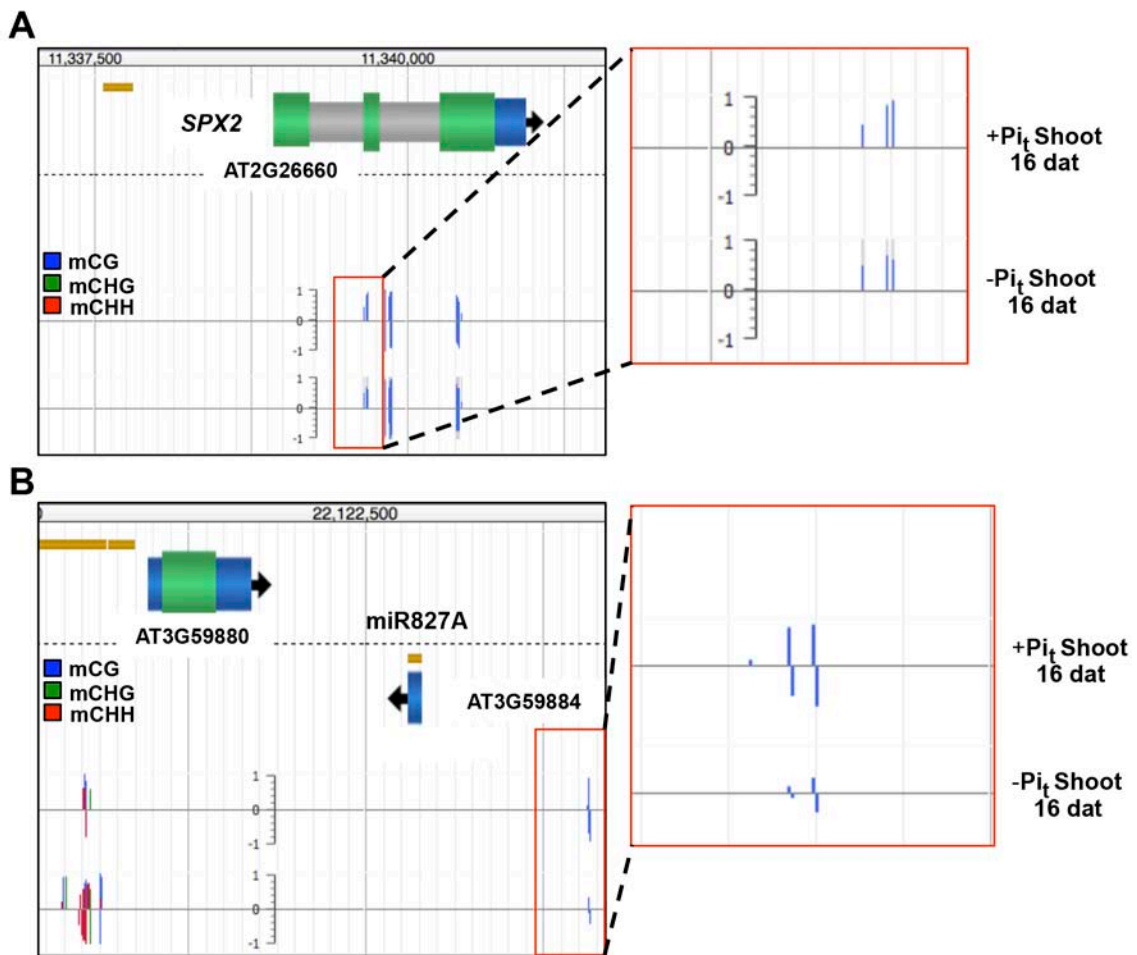 A
11,337,500 11,340,000
SPX2
AT2G26660
mCG
mCHG
mCHH
1
0
-1
1
0
-1
1
0
-1
1
0
-1
+Pit Shoot
16 dat
-Pit Shoot
16 dat
B
22,122,500
AT3G59880
miR827A
AT3G59884
mCG
mCHG
mCHH
1
0
-1
1
0
-1
+Pit Shoot
16 dat
-Pit Shoot
16 dat